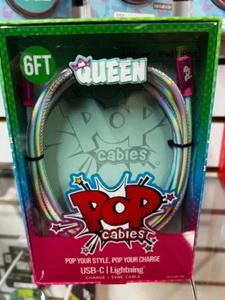 6FT
QUEEN
POP
cables
POP
cables
POP YOUR STYLE, POP YOUR CHARGE
USB-C | Lightning
CHARGE + SYNC CABLE